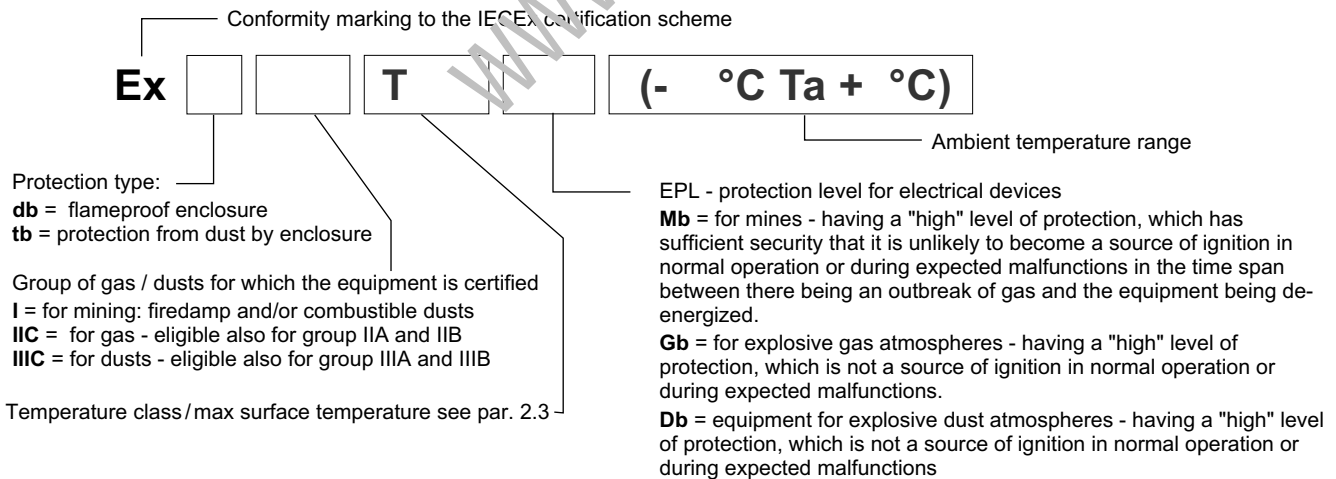 Conformity marking to the IECEx certification scheme
Ex T (- °C Ta + °C)
Ambient temperature range
Protection type:
db = flameproof enclosure
tb = protection from dust by enclosure
Group of gas / dusts for which the equipment is certified
I = for mining: firedamp and/or combustible dusts
IIC = for gas - eligible also for group IIA and IIB
IIIC = for dusts - eligible also for group IIIA and IIIB
Temperature class/max surface temperature see par. 2.3
EPL - protection level for electrical devices
Mb = for mines - having a "high" level of protection, which has
sufficient security that it is unlikely to become a source of ignition in
normal operation or during expected malfunctions in the time span
between there being an outbreak of gas and the equipment being de-
energized.
Gb = for explosive gas atmospheres - having a "high" level of
protection, which is not a source of ignition in normal operation or
during expected malfunctions.
Db = equipment for explosive dust atmospheres - having a "high" level
of protection, which is not a source of ignition in normal operation or
during expected malfunctions